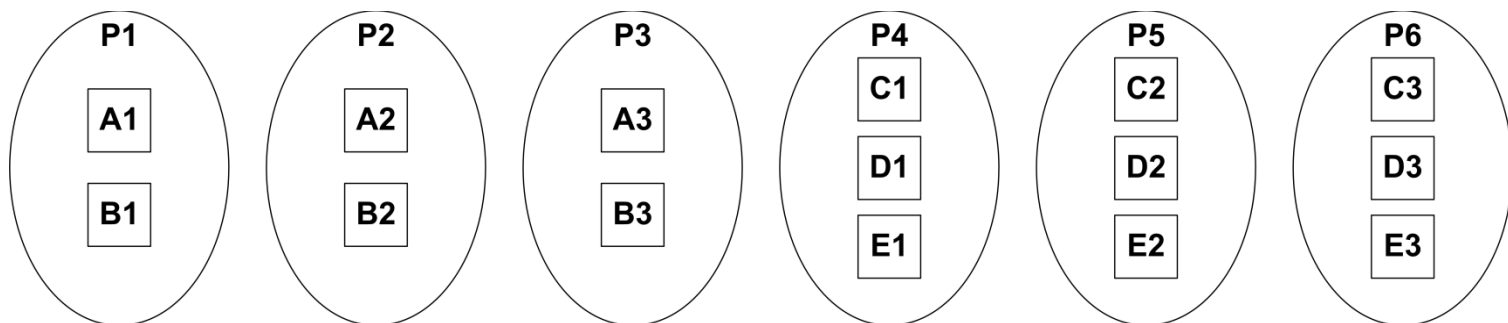 P1 P2 P3 P4 P5 P6
A1 A2 A3 C1 C2 C3
D1 D2 D3
B1 B2 B3 E1 E2 E3